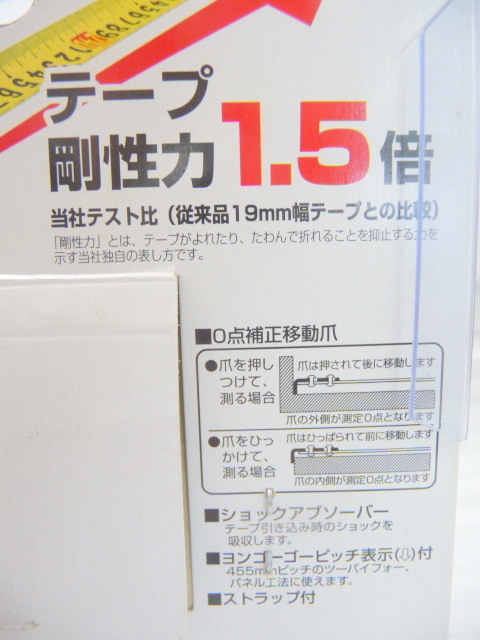 テープ
剛性力1.5倍
当社テスト比（従来品19mm幅テープとの比較）
「剛性力」とは、テープがよれたり、たわんで折れることを抑止する力を
示す当社独自の表し方です。
■0点補正移動爪
●爪を押し
つけて、
測る場合
爪は押されて後に移動します
爪の外側が測定0点となります
●爪をひっ
かけて、
測る場合
爪はひっぱられて前に移動します
爪の内側が測定0点となります
■ショックアブソーバー
テープ引き込み時のショックを
吸収します。
■ヨンゴーゴーピッチ表示(⇩)付
455mmピッチのツーバイフォー、
パネル工法に使えます。
■ストラップ付